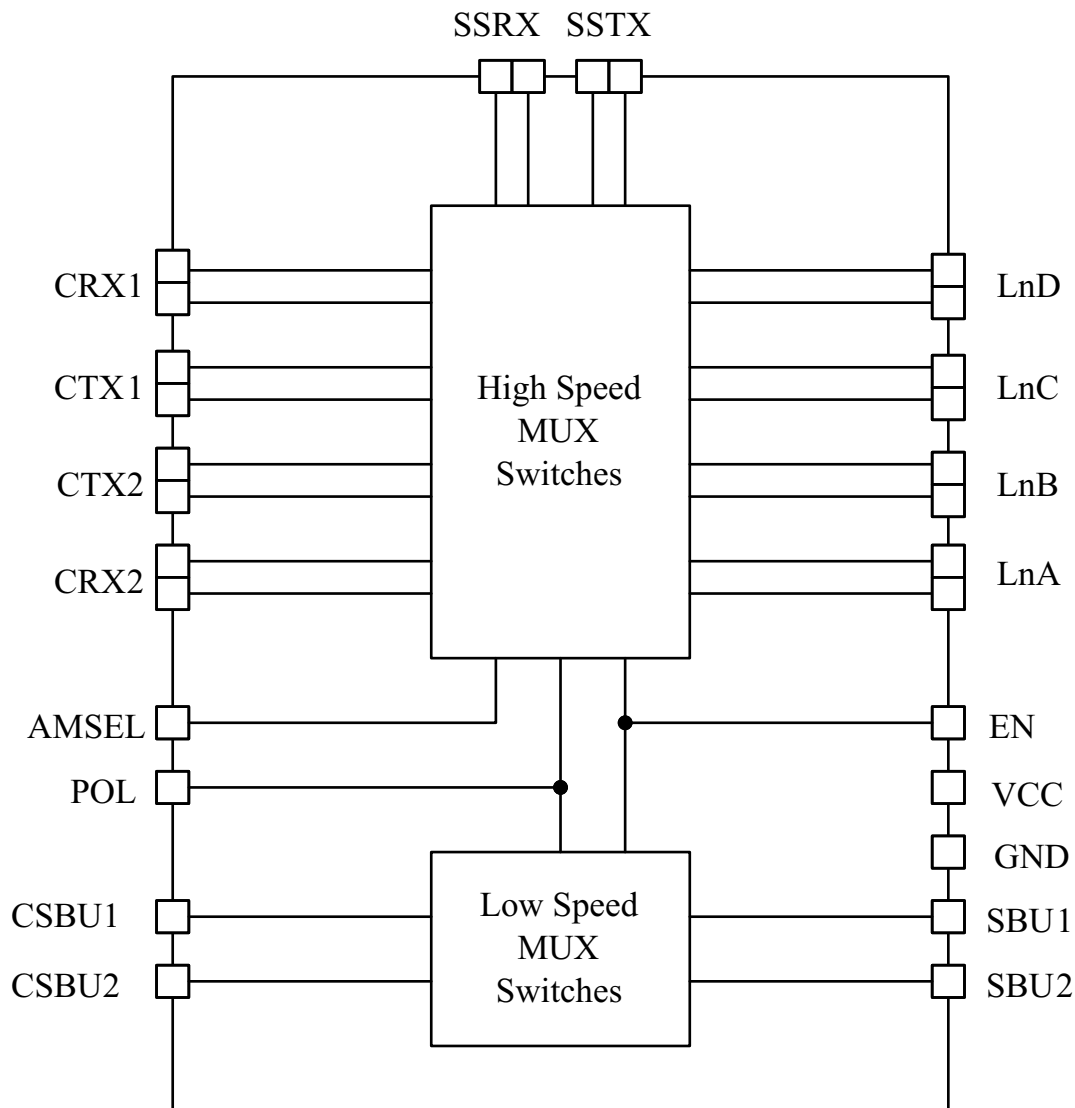 SSRX SSTX
CRX1
CTX1
CTX2
CRX2
High Speed
MUX
Switches
LnD
LnC
LnB
LnA
AMSEL
POL
EN
VCC
GND
CSBU1
CSBU2
Low Speed
MUX
Switches
SBU1
SBU2